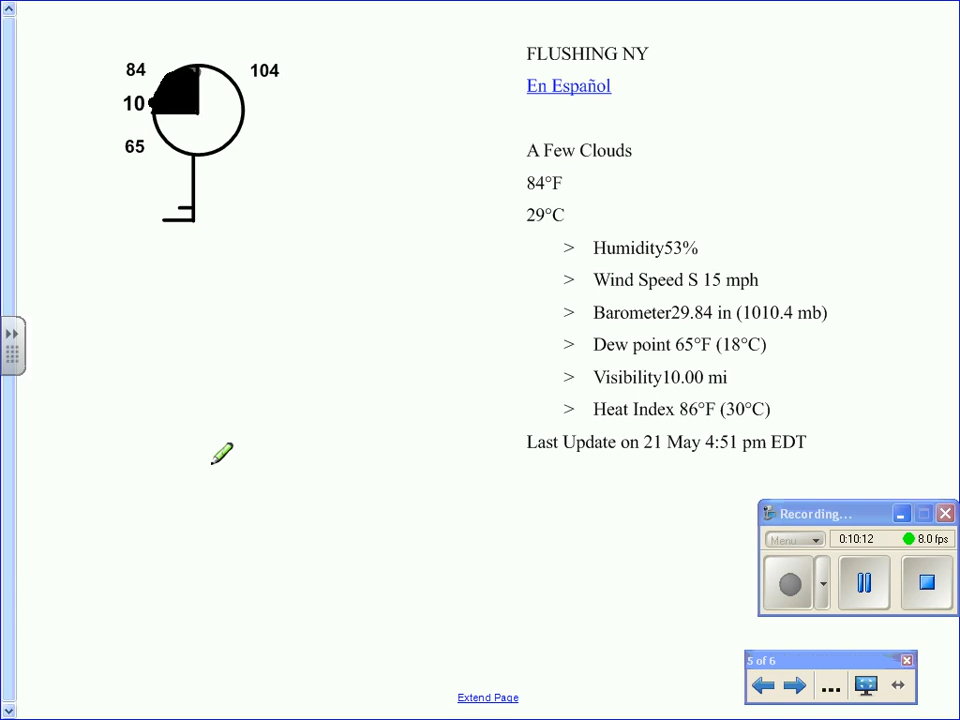 84
104
10
65
FLUSHING NY
En Español
A Few Clouds
84°F
29°C
> Humidity53%
> Wind Speed S 15 mph
> Barometer29.84 in (1010.4 mb)
> Dew point 65°F (18°C)
> Visibility10.00 mi
> Heat Index 86°F (30°C)
Last Update on 21 May 4:51 pm EDT
Recording...
Menu 0:10:12 8.0 fps
5 of 6
...
Extend Page